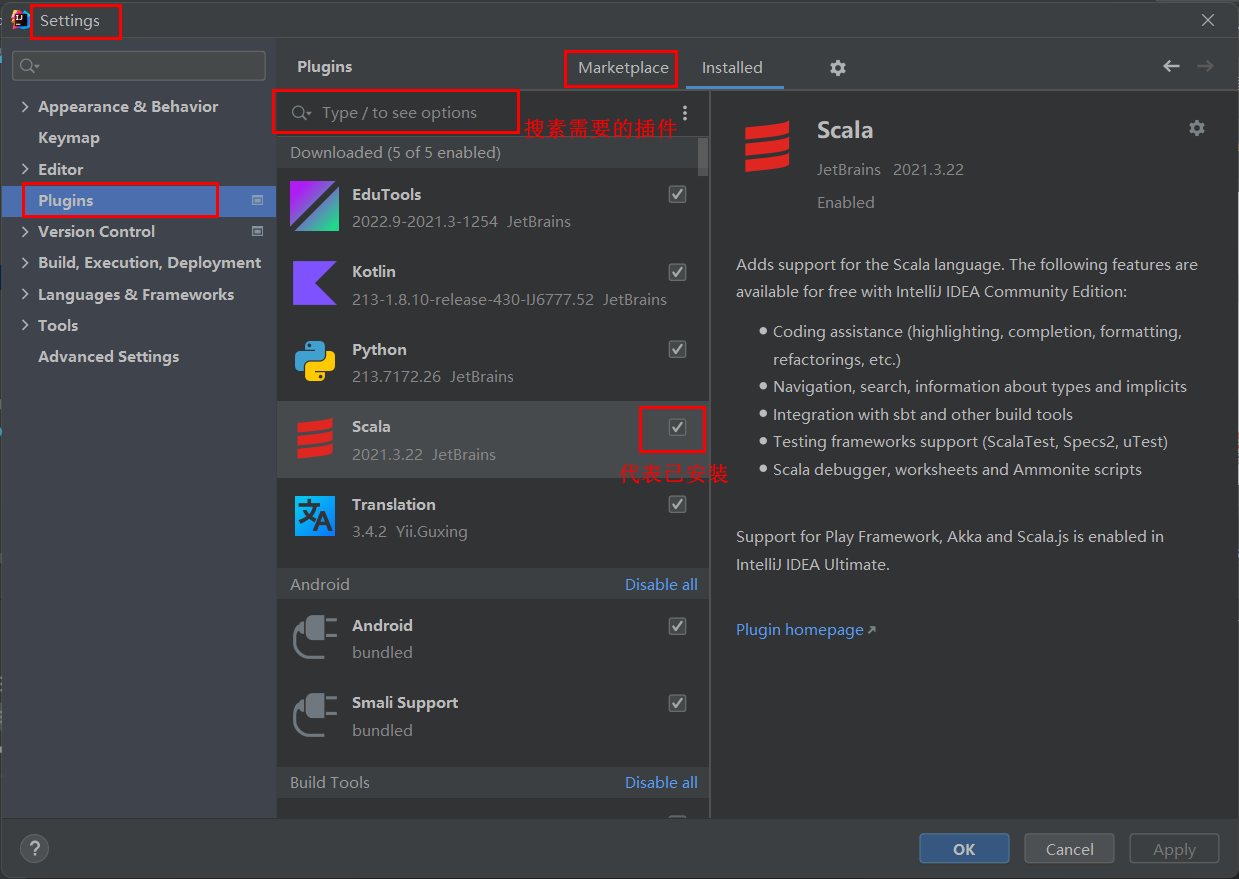 Settings
Plugins
Marketplace
Installed
Appearance & Behavior
Keymap
Editor
Plugins
Version Control
Build, Execution, Deployment
Languages & Frameworks
Tools
Advanced Settings
Type / to see options
搜素需要的插件
Downloaded (5 of 5 enabled)
EduTools
2022.9-2021.3-1254 JetBrains
Kotlin
213-1.8.10-release-430-IJ6777.52 JetBrains
Python
213.7172.26 JetBrains
Scala
2021.3.22 JetBrains
代表已安装
Translation
3.4.2 Yii.Guxing
Android
Disable all
Android
bundled
Smali Support
bundled
Build Tools
Disable all
Scala
JetBrains 2021.3.22
Enabled
Adds support for the Scala language. The following features are
available for free with IntelliJ IDEA Community Edition:
Coding assistance (highlighting, completion, formatting,
refactorings, etc.)
Navigation, search, information about types and implicits
Integration with sbt and other build tools
Testing frameworks support (ScalaTest, Specs2, uTest)
Scala debugger, worksheets and Ammonite scripts
Support for Play Framework, Akka and Scala.js is enabled in
IntelliJ IDEA Ultimate.
Plugin homepage
?
OK
Cancel
Apply